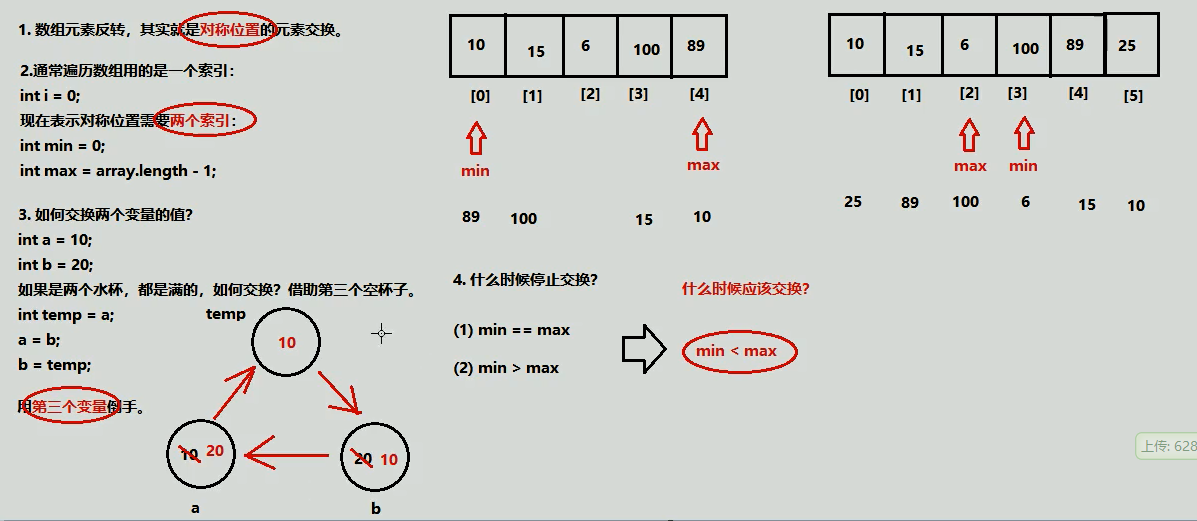 1. 数组元素反转，其实就是对称位置的元素交换。
2.通常遍历数组用的是一个索引：
int i = 0;
现在表示对称位置需要两个索引：
int min = 0;
int max = array.length - 1;
3. 如何交换两个变量的值？
int a = 10;
int b = 20;
如果是两个水杯，都是满的，如何交换？借助第三个空杯子。
int temp = a;
a = b;
b = temp;
用第三个变量倒手。
temp
10
10 20
20 10
a b
10 15 6 100 89
[0] [1] [2] [3] [4]
min max
89 100 15 10
10 15 6 100 89 25
[0] [1] [2] [3] [4] [5]
max min
25 89 100 6 15 10
4. 什么时候停止交换？
(1) min == max
(2) min > max
什么时候应该交换？
min < max
上传: 628